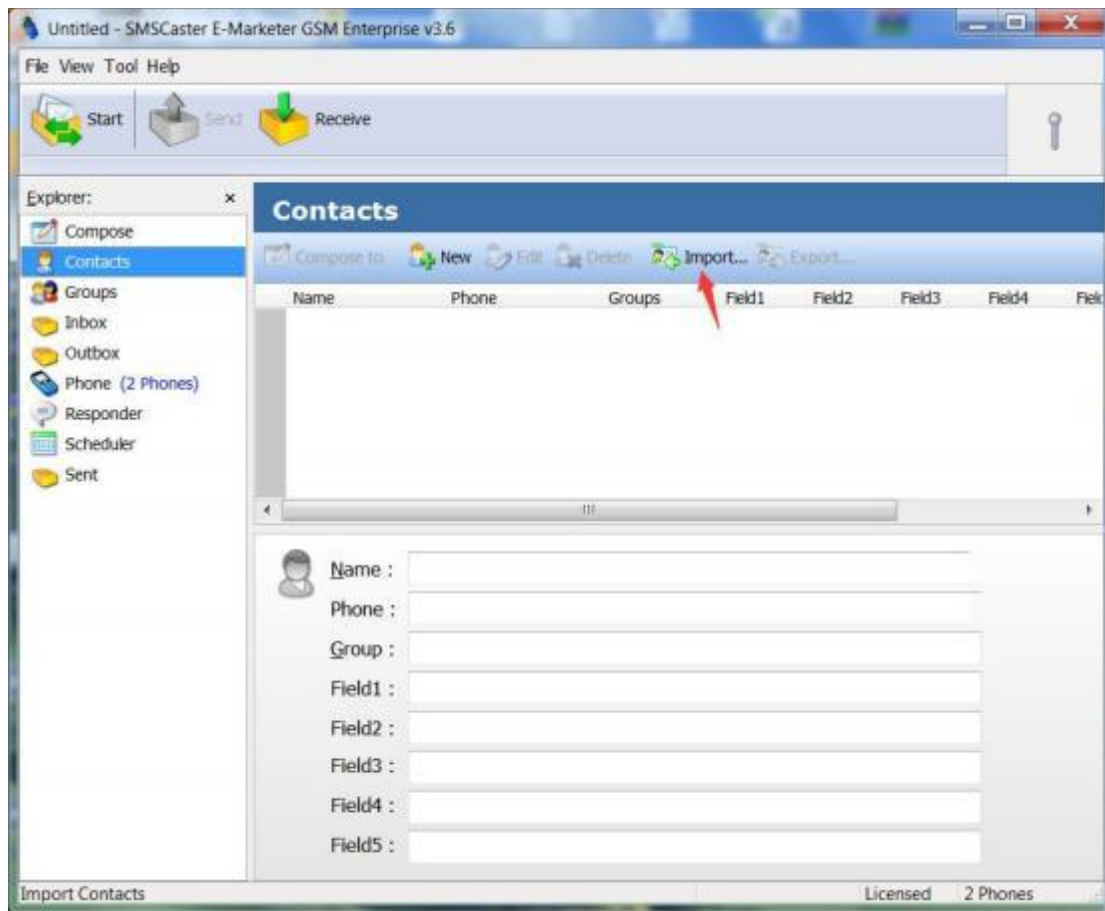 Untitled - SMSCaster E-Marketer GSM Enterprise v3.6
File View Tool Help
Start Send Receive
Explorer:
Compose
Contacts
Groups
Inbox
Outbox
Phone (2 Phones)
Responder
Scheduler
Sent
Contacts
Compose to New Edit Delete Import... Export...
Name Phone Groups Field1 Field2 Field3 Field4 Fiel
Name :
Phone :
Group :
Field1 :
Field2 :
Field3 :
Field4 :
Field5 :
Import Contacts Licensed 2 Phones